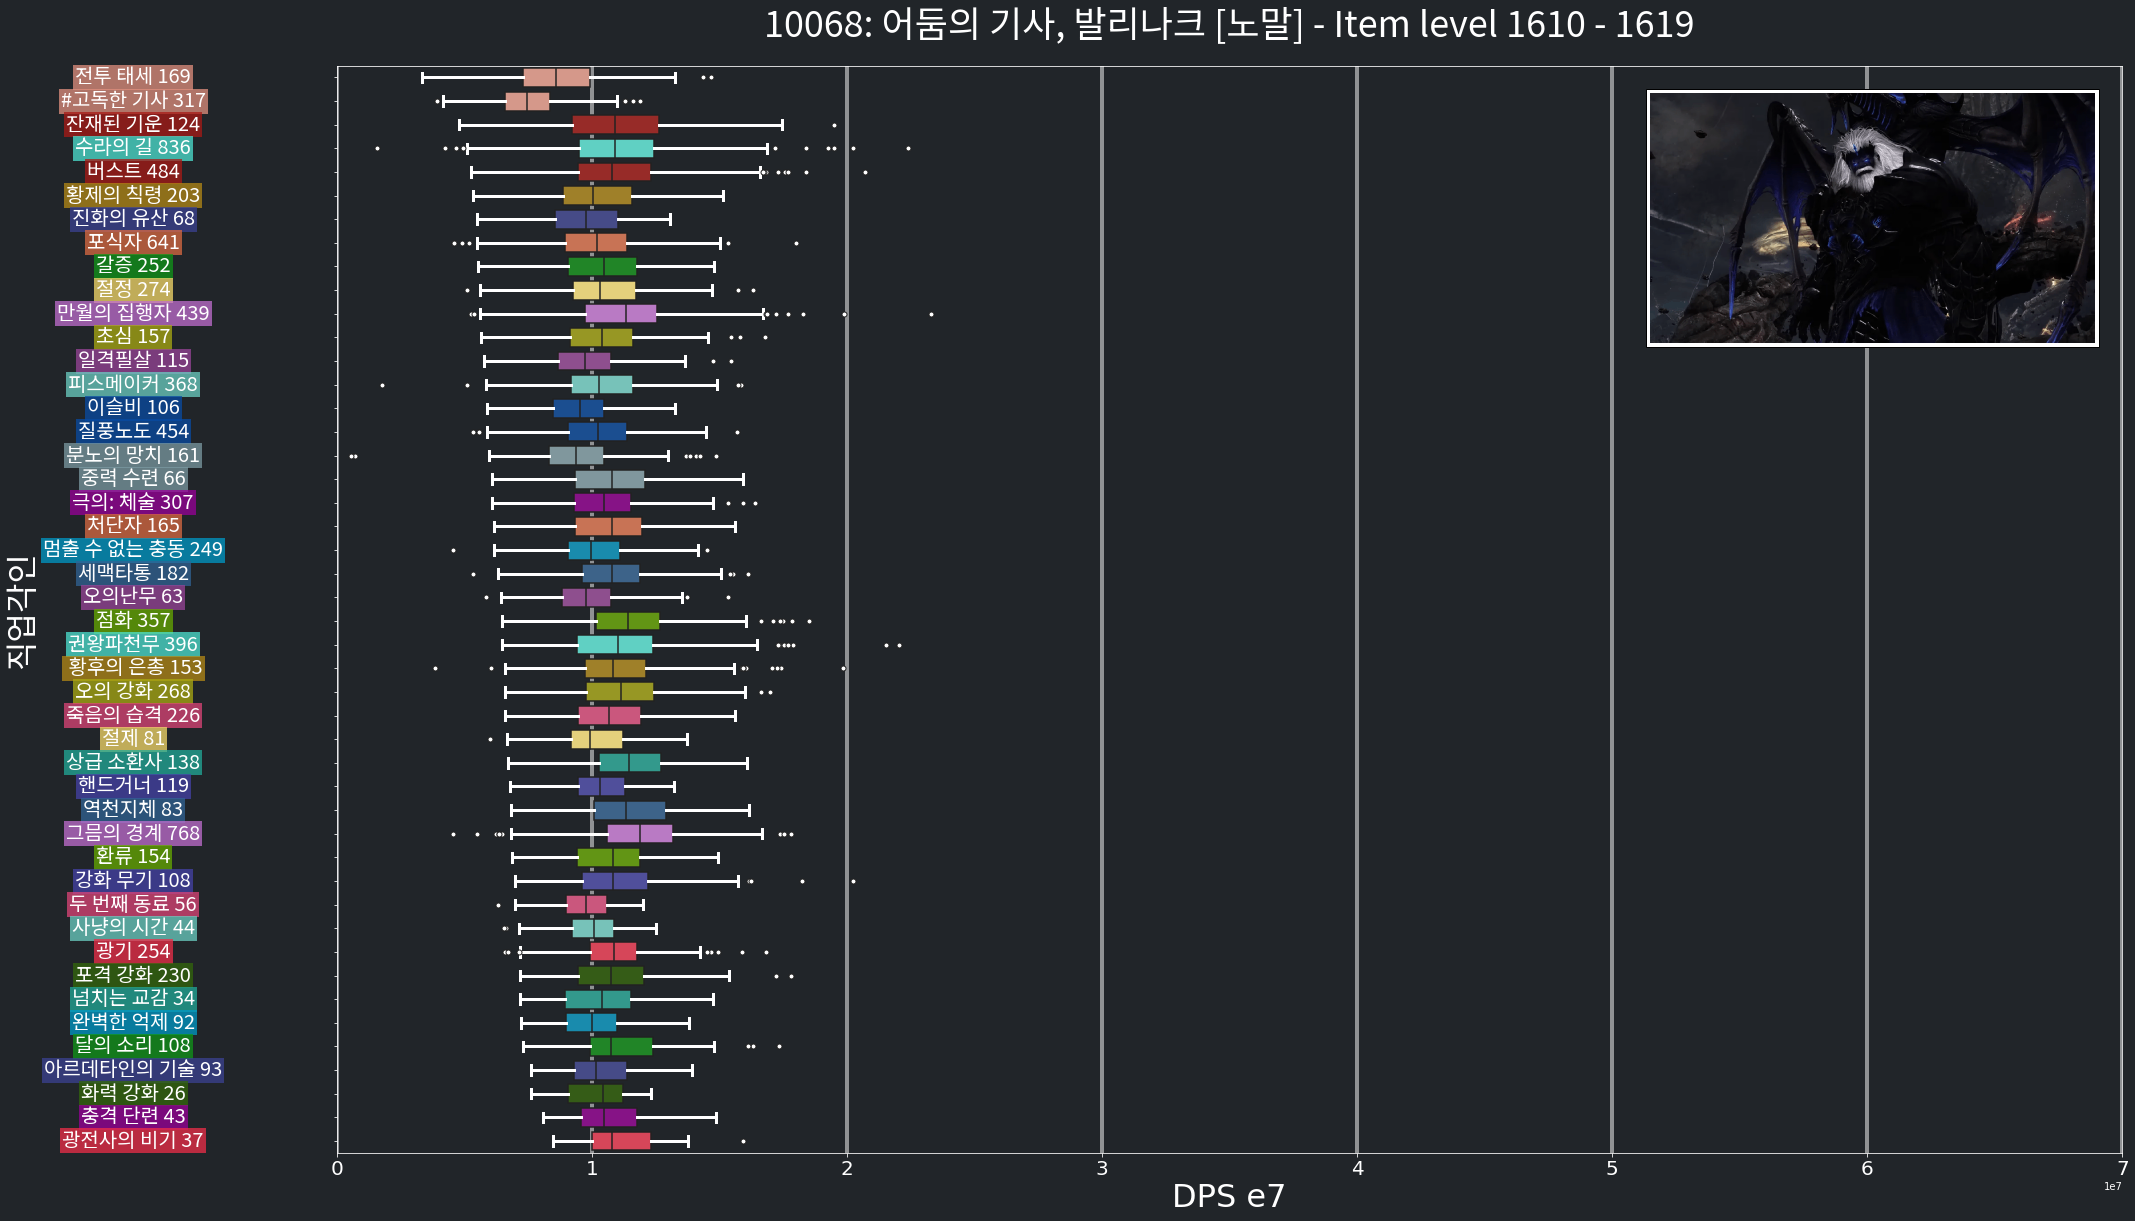 10068: 어둠의 기사, 발리나크 [노말] - Item level 1610 - 1619
전투 태세 169
#고독한 기사 317
잔재된 기운 124
수라의 길 836
버스트 484
황제의 칙령 203
진화의 유산 68
포식자 641
갈증 252
절정 274
만월의 집행자 439
초심 157
일격필살 115
피스메이커 368
이슬비 106
질풍노도 454
분노의 망치 161
중력 수련 66
극의: 체술 307
처단자 165
멈출 수 없는 충동 249
세맥타통 182
오의난무 63
점화 357
권왕파천무 396
황후의 은총 153
오의 강화 268
죽음의 습격 226
절제 81
상급 소환사 138
핸드거너 119
역천지체 83
그믐의 경계 768
환류 154
강화 무기 108
두 번째 동료 56
사냥의 시간 44
광기 254
포격 강화 230
넘치는 교감 34
완벽한 억제 92
달의 소리 108
아르데타인의 기술 93
화력 강화 26
충격 단련 43
광전사의 비기 37
직업각인
0 1 2 3 4 5 6 7
1e7
DPS e7